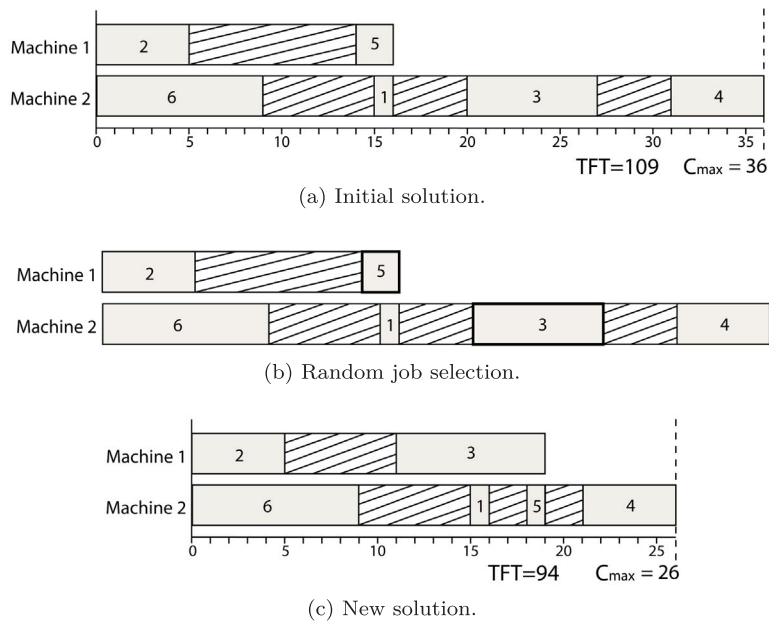 Machine 1 2 5
Machine 2 6 1 3 4
0 5 10 15 20 25 30 35
TFT=109 Cmax = 36
(a) Initial solution.
Machine 1 2 5
Machine 2 6 1 3 4
(b) Random job selection.
Machine 1 2 3
Machine 2 6 1 5 4
0 5 10 15 20 25
TFT=94 Cmax = 26
(c) New solution.